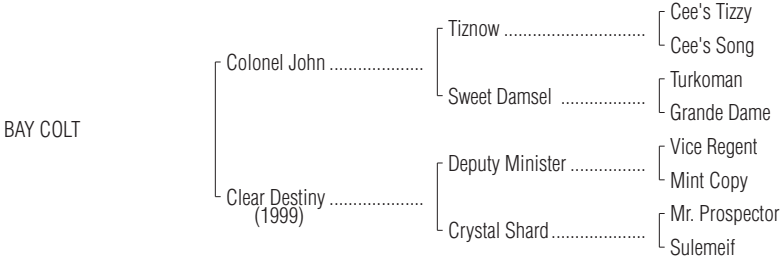 Cee's Tizzy
Tiznow ..............................
Cee's Song
Colonel John ....................
Turkoman
Sweet Damsel ..................
Grande Dame
BAY COLT
Vice Regent
Deputy Minister ................
Mint Copy
Clear Destiny ....................
(1999)
Mr. Prospector
Crystal Shard....................
Sulemeif